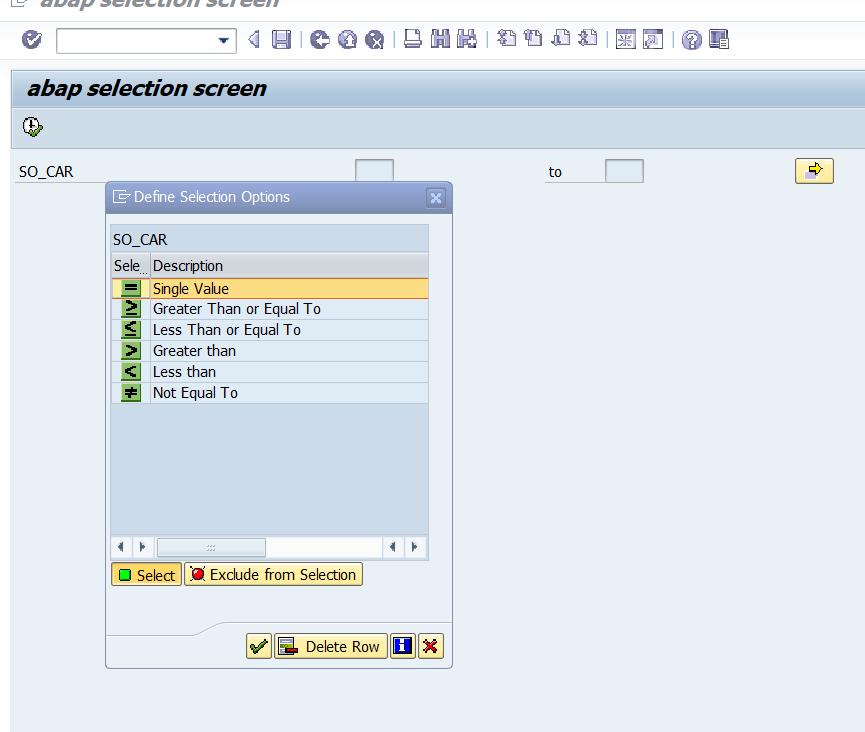 abap selection screen
abap selection screen
SO_CAR to
Define Selection Options
SO_CAR
Sele... Description
= Single Value
≥ Greater Than or Equal To
≤ Less Than or Equal To
> Greater than
< Less than
≠ Not Equal To
Select Exclude from Selection
Delete Row